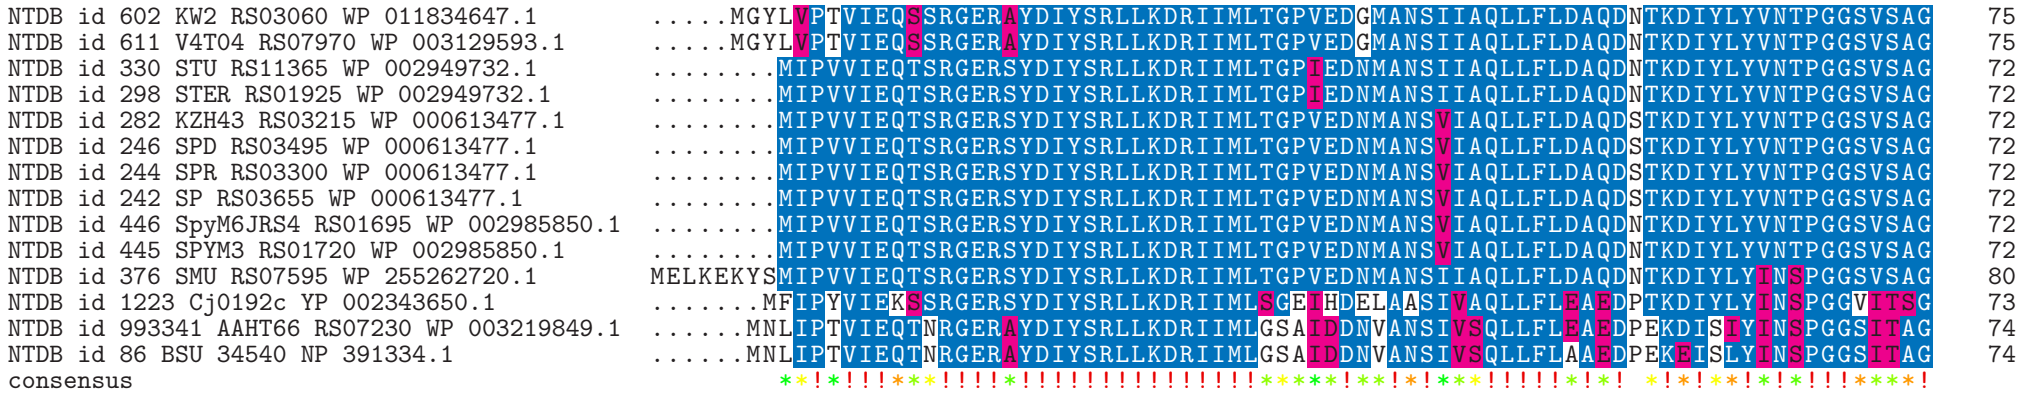 NTDB id 602 KW2 RS03060 WP 011834647.1 .....MGYLVPTVIEQSSRGERAYDIYSRLLKDRIIMLTGPVEDGMANSIIAQLLFLDAQDNTKDIYLYVNTPGGSVSAG 75
NTDB id 611 V4T04 RS07970 WP 003129593.1 .....MGYLVPTVIEQSSRGERAYDIYSRLLKDRIIMLTGPVEDGMANSIIAQLLFLDAQDNTKDIYLYVNTPGGSVSAG 75
NTDB id 330 STU RS11365 WP 002949732.1 ........MIPVVIEQTSRGERSYDIYSRLLKDRIIMLTGPIEDNMANSIIAQLLFLDAQDNTKDIYLYVNTPGGSVSAG 72
NTDB id 298 STER RS01925 WP 002949732.1 ........MIPVVIEQTSRGERSYDIYSRLLKDRIIMLTGPIEDNMANSIIAQLLFLDAQDNTKDIYLYVNTPGGSVSAG 72
NTDB id 282 KZH43 RS03215 WP 000613477.1 ........MIPVVIEQTSRGERSYDIYSRLLKDRIIMLTGPVEDNMANSVIAQLLFLDAQDSTKDIYLYVNTPGGSVSAG 72
NTDB id 246 SPD RS03495 WP 000613477.1 ........MIPVVIEQTSRGERSYDIYSRLLKDRIIMLTGPVEDNMANSVIAQLLFLDAQDSTKDIYLYVNTPGGSVSAG 72
NTDB id 244 SPR RS03300 WP 000613477.1 ........MIPVVIEQTSRGERSYDIYSRLLKDRIIMLTGPVEDNMANSVIAQLLFLDAQDSTKDIYLYVNTPGGSVSAG 72
NTDB id 242 SP RS03655 WP 000613477.1 ........MIPVVIEQTSRGERSYDIYSRLLKDRIIMLTGPVEDNMANSVIAQLLFLDAQDSTKDIYLYVNTPGGSVSAG 72
NTDB id 446 SpyM6JRS4 RS01695 WP 002985850.1 ........MIPVVIEQTSRGERSYDIYSRLLKDRIIMLTGPVEDNMANSVIAQLLFLDAQDNTKDIYLYVNTPGGSVSAG 72
NTDB id 445 SPYM3 RS01720 WP 002985850.1 ........MIPVVIEQTSRGERSYDIYSRLLKDRIIMLTGPVEDNMANSVIAQLLFLDAQDNTKDIYLYVNTPGGSVSAG 72
NTDB id 376 SMU RS07595 WP 255262720.1 MELKEKYSMIPVVIEQTSRGERSYDIYSRLLKDRIIMLTGPVEDNMANSIIAQLLFLDAQDNTKDIYLYINSPGGSVSAG 80
NTDB id 1223 Cj0192c YP 002343650.1 .......MFIPYVIEKSSRGERSYDIYSRLLKDRIIMLSGEIHDELAASIVAQLLFLEAEDPTKDIYLYINSPGGVITSG 73
NTDB id 993341 AAHT66 RS07230 WP 003219849.1 ......MNLIPTVIEQTNRGERAYDIYSRLLKDRIIMLGSAIDDNVANSIVSQLLFLEAEDPEKDISIYINSPGGSITAG 74
NTDB id 86 BSU 34540 NP 391334.1 ......MNLIPTVIEQTNRGERAYDIYSRLLKDRIIMLGSAIDDNVANSIVSQLLFLAAEDPEKEISLYINSPGGSITAG 74
consensus **!*!!!***!!!!*!!!!!!!!!!!!!!!*****!**!*!***!!!!!*!*! *!*!**!*!*!!!****!